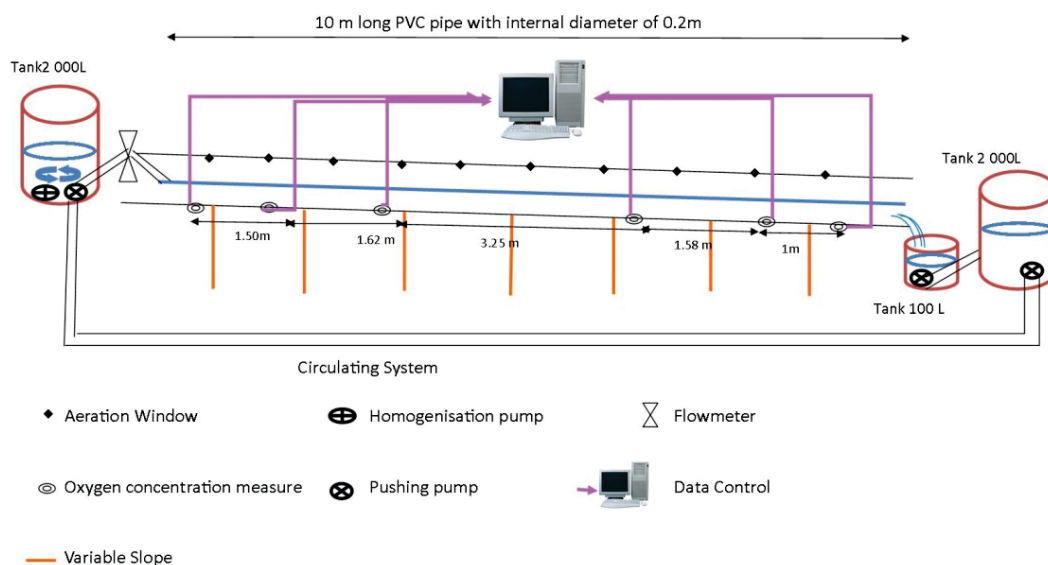 10 m long PVC pipe with internal diameter of 0.2m
Tank2 000L
Tank 2 000L
1.50m
1.62 m
3.25 m
1.58 m
1m
Tank 100 L
Circulating System
Aeration Window
Homogenisation pump
Flowmeter
Oxygen concentration measure
Pushing pump
Data Control
Variable Slope